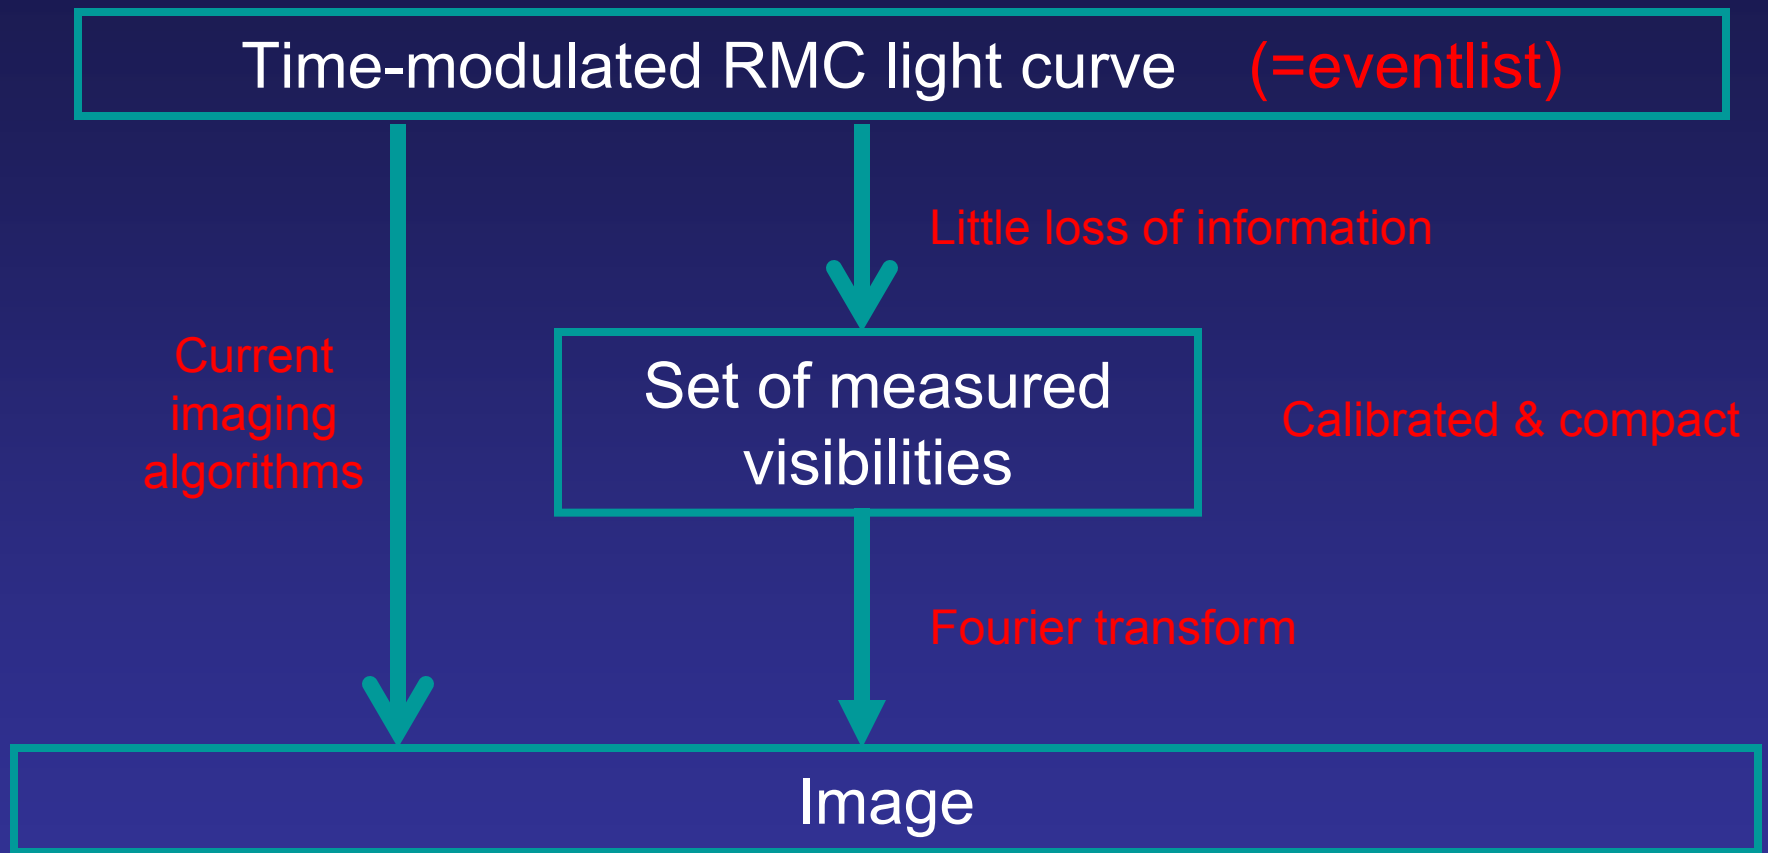 Time-modulated RMC light curve (=eventlist)
Little loss of information
Current
imaging
algorithms
Set of measured
visibilities
Calibrated & compact
Fourier transform
Image